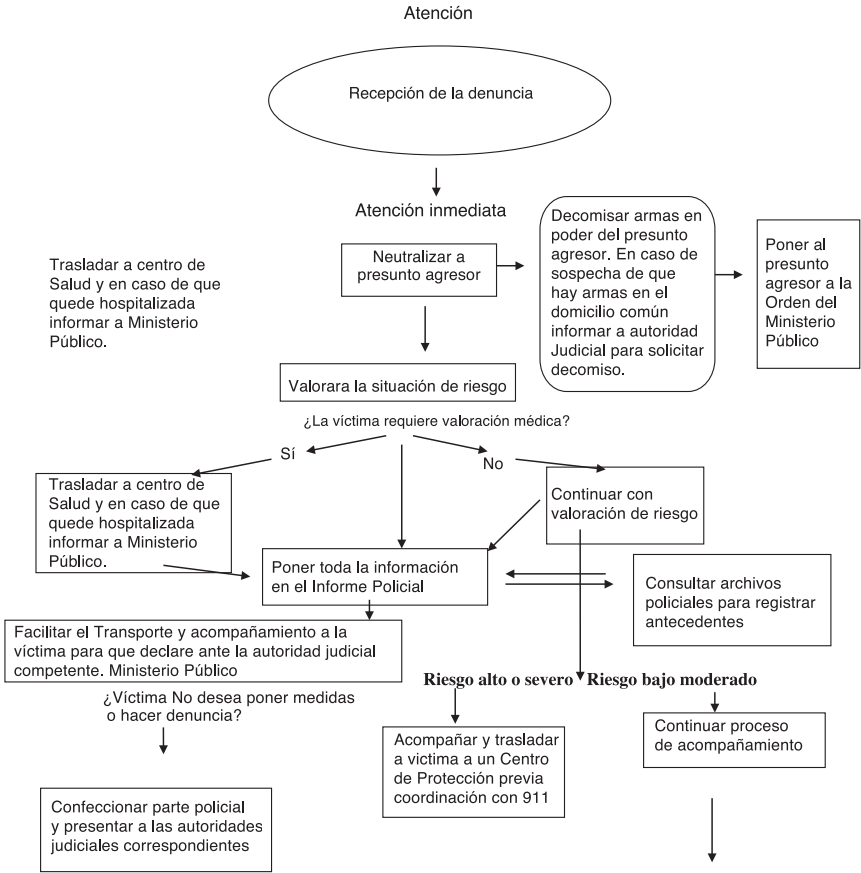 Atención
Recepción de la denuncia
Atención inmediata
Neutralizar a
presunto agresor
Decomisar armas en
poder del presunto
agresor. En caso de
sospecha de que
hay armas en el
domicilio común
informar a autoridad
Judicial para solicitar
decomiso.
Poner al
presunto
agresor a la
Orden del
Ministerio
Público
Trasladar a centro de
Salud y en caso de que
quede hospitalizada
informar a Ministerio
Público.
Valorara la situación de riesgo
¿La víctima requiere valoración médica?
Sí
No
Trasladar a centro de
Salud y en caso de que
quede hospitalizada
informar a Ministerio
Público.
Continuar con
valoración de riesgo
Poner toda la información
en el Informe Policial
Consultar archivos
policiales para registrar
antecedentes
Facilitar el Transporte y acompañamiento a la
víctima para que declare ante la autoridad judicial
competente. Ministerio Público
Riesgo alto o severo
Riesgo bajo moderado
¿Víctima No desea poner medidas
o hacer denuncia?
Acompañar y trasladar
a victima a un Centro
de Protección previa
coordinación con 911
Continuar proceso
de acompañamiento
Confeccionar parte policial
y presentar a las autoridades
judiciales correspondientes